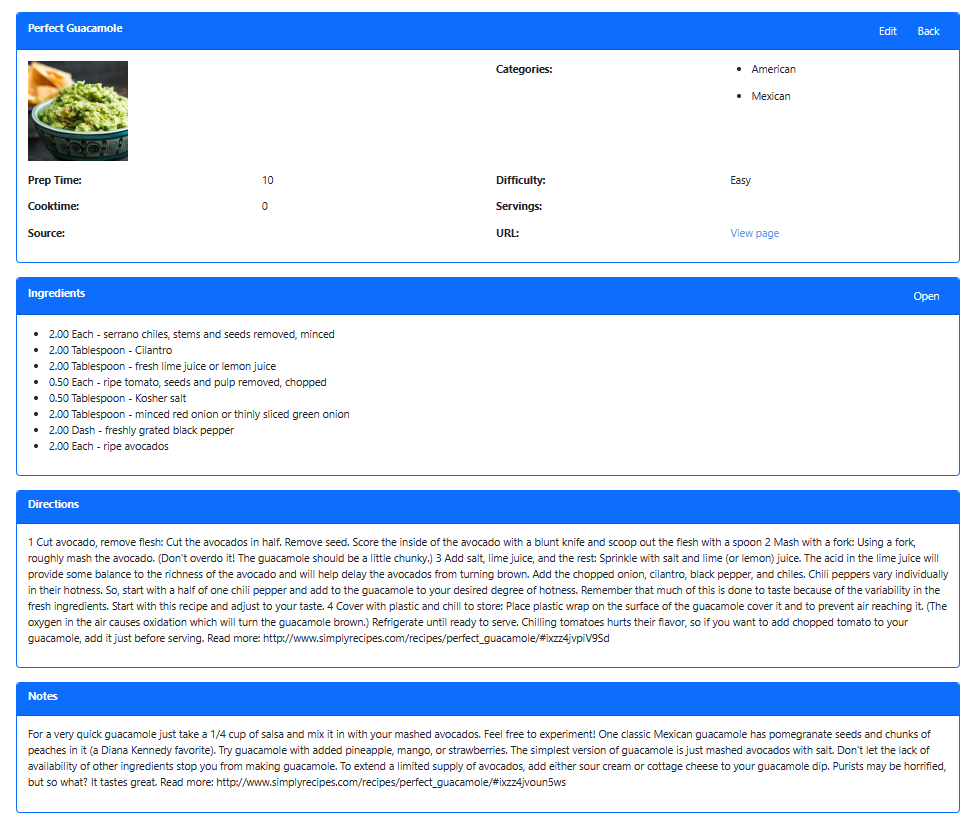 Perfect Guacamole Edit Back
Categories:
• American
• Mexican
Prep Time: 10 Difficulty: Easy
Cooktime: 0 Servings:
Source: URL: View page
Ingredients Open
• 2.00 Each - serrano chiles, stems and seeds removed, minced
• 2.00 Tablespoon - Cilantro
• 2.00 Tablespoon - fresh lime juice or lemon juice
• 0.50 Each - ripe tomato, seeds and pulp removed, chopped
• 0.50 Tablespoon - Kosher salt
• 2.00 Tablespoon - minced red onion or thinly sliced green onion
• 2.00 Dash - freshly grated black pepper
• 2.00 Each - ripe avocados
Directions
1 Cut avocado, remove flesh: Cut the avocados in half. Remove seed. Score the inside of the avocado with a blunt knife and scoop out the flesh with a spoon 2 Mash with a fork: Using a fork,
roughly mash the avocado. (Don't overdo it! The guacamole should be a little chunky.) 3 Add salt, lime juice, and the rest: Sprinkle with salt and lime (or lemon) juice. The acid in the lime juice will
provide some balance to the richness of the avocado and will help delay the avocados from turning brown. Add the chopped onion, cilantro, black pepper, and chiles. Chili peppers vary individually
in their hotness. So, start with a half of one chili pepper and add to the guacamole to your desired degree of hotness. Remember that much of this is done to taste because of the variability in the
fresh ingredients. Start with this recipe and adjust to your taste. 4 Cover with plastic and chill to store: Place plastic wrap on the surface of the guacamole cover it and to prevent air reaching it. (The
oxygen in the air causes oxidation which will turn the guacamole brown.) Refrigerate until ready to serve. Chilling tomatoes hurts their flavor, so if you want to add chopped tomato to your
guacamole, add it just before serving. Read more: http://www.simplyrecipes.com/recipes/perfect_guacamole/#ixzz4jvpiV9Sd
Notes
For a very quick guacamole just take a 1/4 cup of salsa and mix it in with your mashed avocados. Feel free to experiment! One classic Mexican guacamole has pomegranate seeds and chunks of
peaches in it (a Diana Kennedy favorite). Try guacamole with added pineapple, mango, or strawberries. The simplest version of guacamole is just mashed avocados with salt. Don't let the lack of
availability of other ingredients stop you from making guacamole. To extend a limited supply of avocados, add either sour cream or cottage cheese to your guacamole dip. Purists may be horrified,
but so what? It tastes great. Read more: http://www.simplyrecipes.com/recipes/perfect_guacamole/#ixzz4jvoun5ws